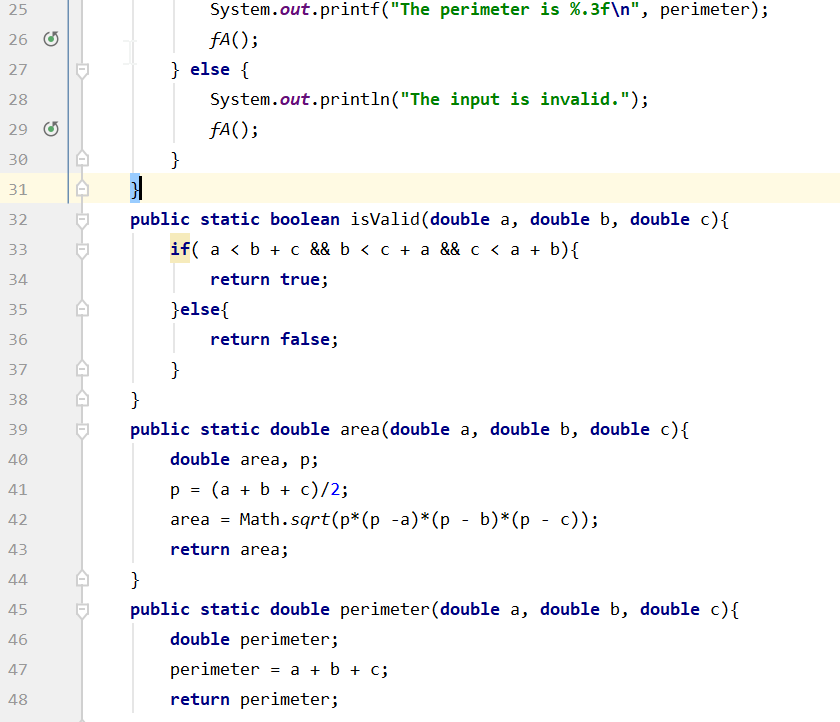 25 System.out.printf("The perimeter is %.3f\n", perimeter);
26 fA();
27 } else {
28 System.out.println("The input is invalid.");
29 fA();
30 }
31 }
32 public static boolean isValid(double a, double b, double c){
33 if( a < b + c && b < c + a && c < a + b){
34 return true;
35 }else{
36 return false;
37 }
38 }
39 public static double area(double a, double b, double c){
40 double area, p;
41 p = (a + b + c)/2;
42 area = Math.sqrt(p*(p -a)*(p - b)*(p - c));
43 return area;
44 }
45 public static double perimeter(double a, double b, double c){
46 double perimeter;
47 perimeter = a + b + c;
48 return perimeter;